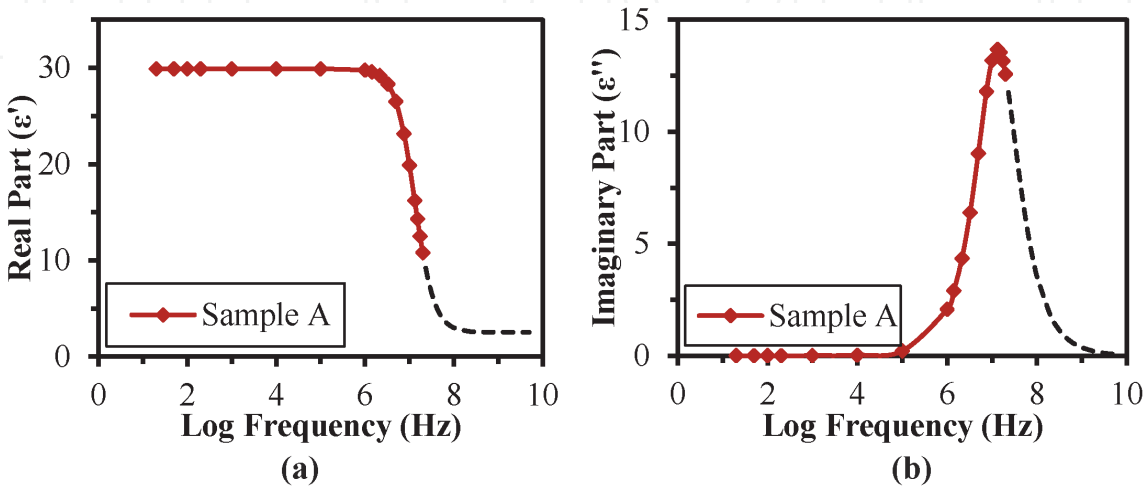 Real Part (ε')
30
20
10
0
Sample A
0 2 4 6 8 10
Log Frequency (Hz)
(a)
Imaginary Part (ε'')
15
10
5
0
Sample A
0 2 4 6 8 10
Log Frequency (Hz)
(b)